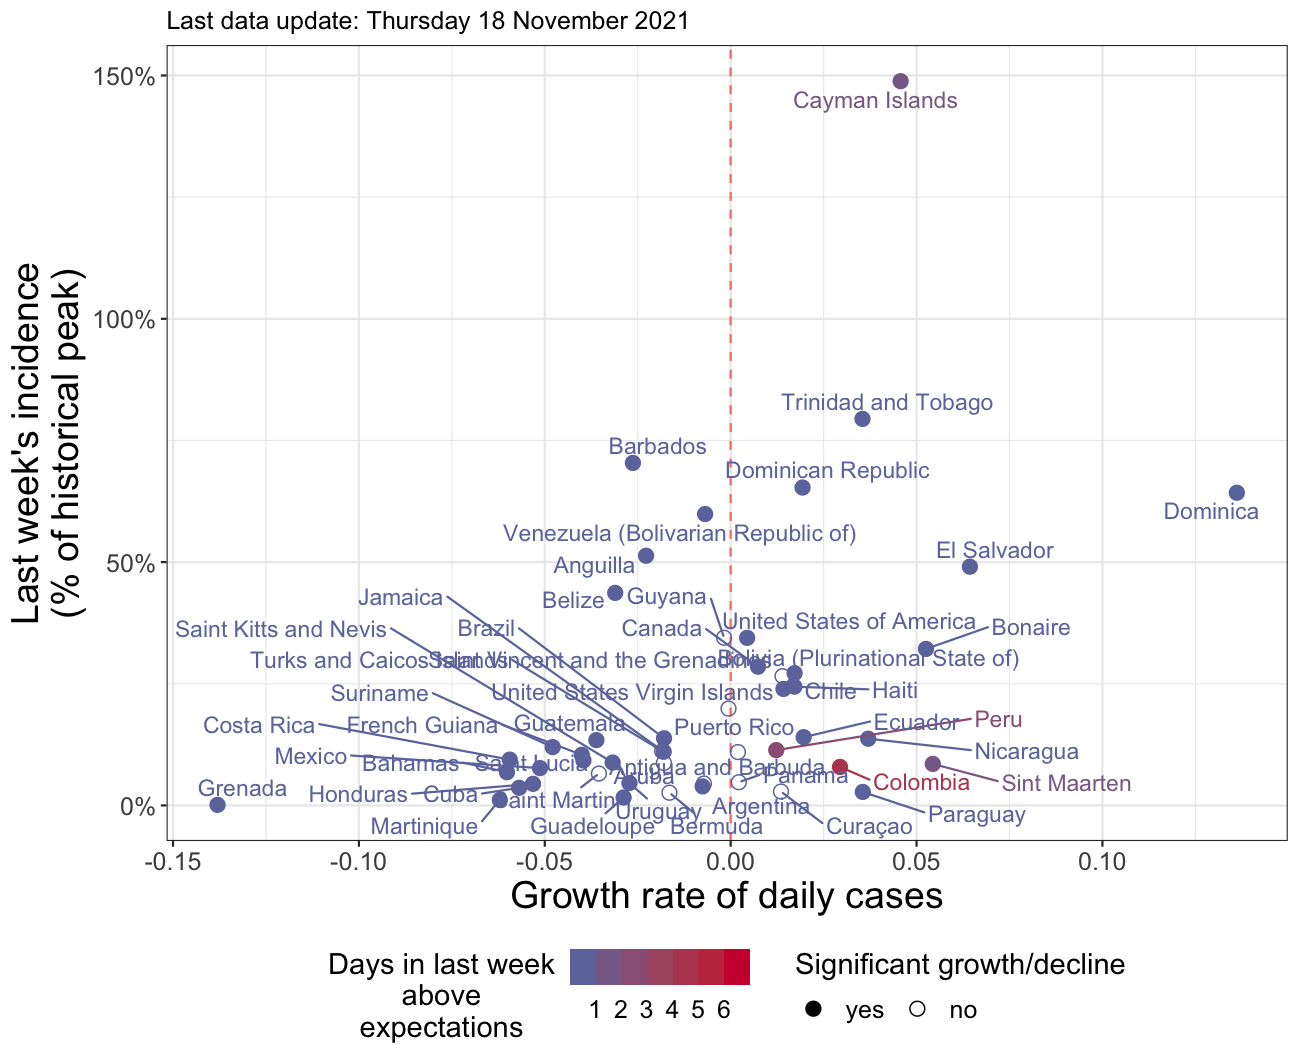 Last data update: Thursday 18 November 2021
Last week's incidence
(% of historical peak)
150%
100%
50%
0%
Cayman Islands
Trinidad and Tobago
Barbados
Dominican Republic
Dominica
Venezuela (Bolivarian Republic of)
El Salvador
Anguilla
Jamaica
Belize
Guyana
Saint Kitts and Nevis
Brazil
Canada
United States of America
Bonaire
Turks and Caicos Islands
Saint Vincent and the Grenadines
Bolivia (Plurinational State of)
Suriname
United States Virgin Islands
Chile
Haiti
Costa Rica
French Guiana
Guatemala
Puerto Rico
Ecuador
Peru
Mexico
Bahamas
Saint Lucia
Antigua and Barbuda
Nicaragua
Grenada
Aruba
Panama
Colombia
Sint Maarten
Honduras
Cuba
Saint Martin
Uruguay
Argentina
Paraguay
Martinique
Guadeloupe
Bermuda
Curaçao
-0.15
-0.10
-0.05
0.00
0.05
0.10
Growth rate of daily cases
Days in last week
above
expectations
1 2 3 4 5 6
Significant growth/decline
yes
no